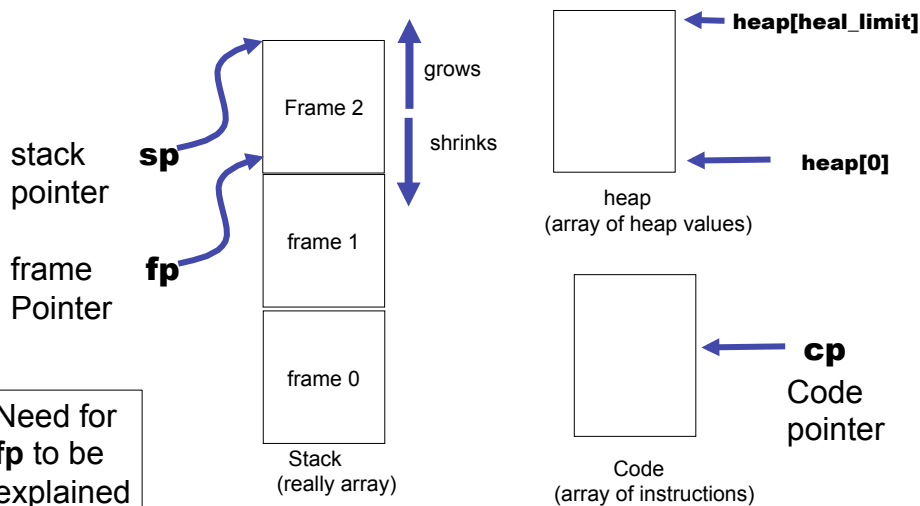 heap[heal_limit]
grows
Frame 2
shrinks
stack
pointer
sp
heap[0]
heap
(array of heap values)
frame 1
frame
Pointer
fp
cp
Code
pointer
frame 0
Need for
fp to be
explained
Stack
(really array)
Code
(array of instructions)